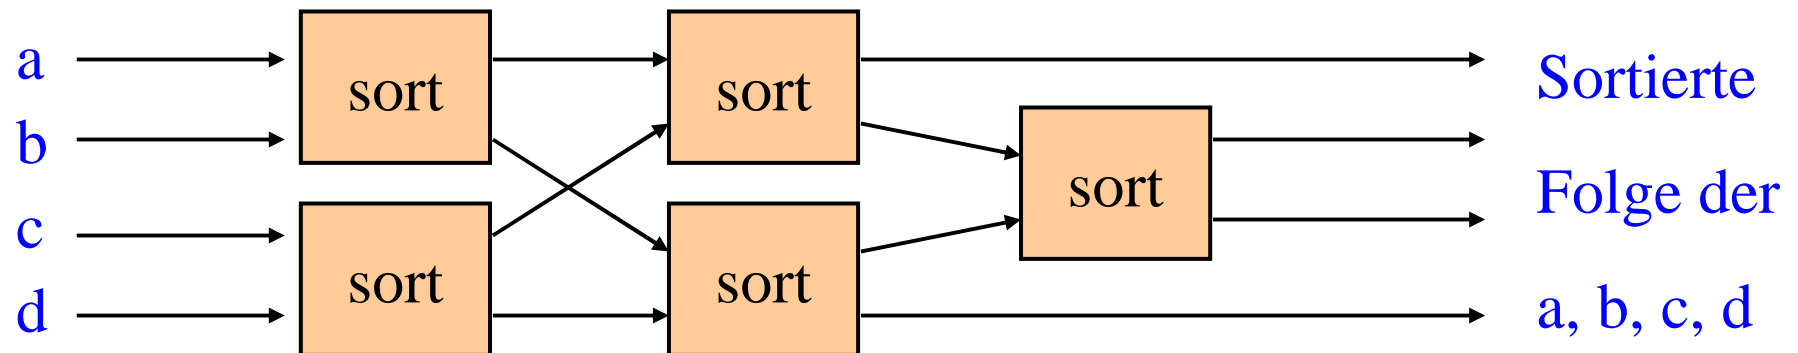 a
b
c
d
sort
sort
sort
sort
sort
Sortierte
Folge der
a, b, c, d